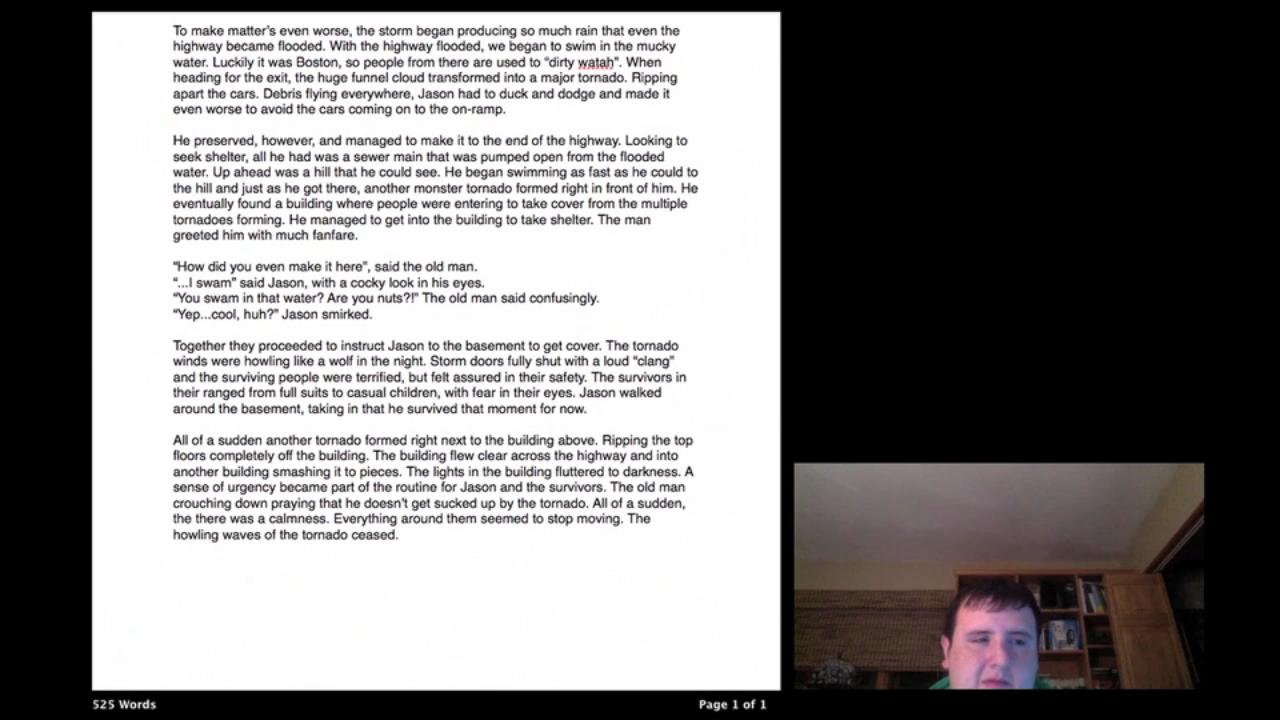 To make matter's even worse, the storm began producing so much rain that even the
highway became flooded. With the highway flooded, we began to swim in the mucky
water. Luckily it was Boston, so people from there are used to “dirty watah”. When
heading for the exit, the huge funnel cloud transformed into a major tornado. Ripping
apart the cars. Debris flying everywhere, Jason had to duck and dodge and made it
even worse to avoid the cars coming on to the on-ramp.
He preserved, however, and managed to make it to the end of the highway. Looking to
seek shelter, all he had was a sewer main that was pumped open from the flooded
water. Up ahead was a hill that he could see. He began swimming as fast as he could to
the hill and just as he got there, another monster tornado formed right in front of him. He
eventually found a building where people were entering to take cover from the multiple
tornadoes forming. He managed to get into the building to take shelter. The man
greeted him with much fanfare.
“How did you even make it here”, said the old man.
“...I swam” said Jason, with a cocky look in his eyes.
“You swam in that water? Are you nuts?!” The old man said confusingly.
“Yep...cool, huh?” Jason smirked.
Together they proceeded to instruct Jason to the basement to get cover. The tornado
winds were howling like a wolf in the night. Storm doors fully shut with a loud “clang”
and the surviving people were terrified, but felt assured in their safety. The survivors in
their ranged from full suits to casual children, with fear in their eyes. Jason walked
around the basement, taking in that he survived that moment for now.
All of a sudden another tornado formed right next to the building above. Ripping the top
floors completely off the building. The building flew clear across the highway and into
another building smashing it to pieces. The lights in the building fluttered to darkness. A
sense of urgency became part of the routine for Jason and the survivors. The old man
crouching down praying that he doesn't get sucked up by the tornado. All of a sudden,
the there was a calmness. Everything around them seemed to stop moving. The
howling waves of the tornado ceased.
525 Words
Page 1 of 1